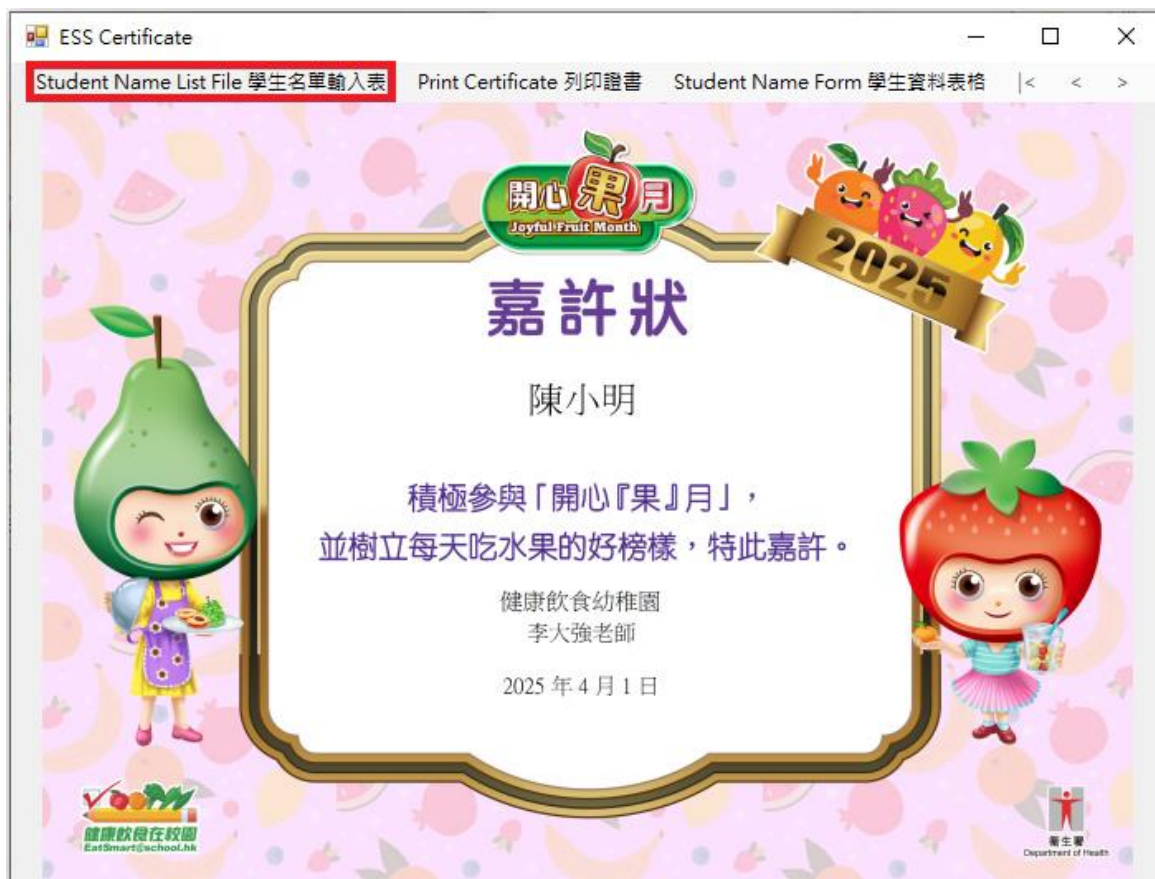 ESS Certificate
Student Name List File 學生名單輸入表 Print Certificate 列印證書 Student Name Form 學生資料表格 |< < >
開心果月
Joyful Fruit Month
2025
嘉許狀
陳小明
積極參與「開心『果』月」，
並樹立每天吃水果的好榜樣，特此嘉許。
健康飲食幼稚園
李大強老師
2025 年 4 月 1 日
健康飲食在校園
EatSmart@school.hk
衞生署
Department of Health